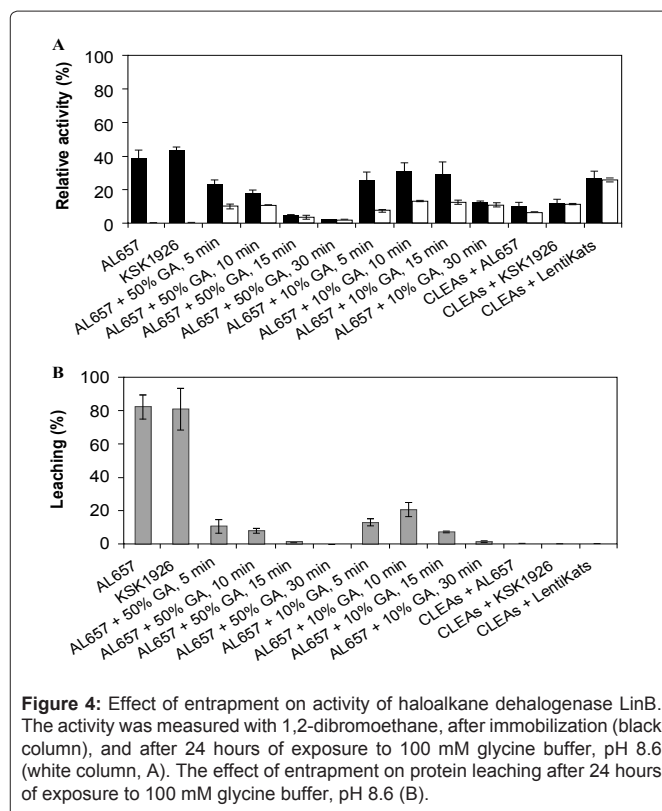 A
Relative activity (%)
100
80
60
40
20
0
AL657
KSK1926
AL657 + 50% GA, 5 min
AL657 + 50% GA, 10 min
AL657 + 50% GA, 15 min
AL657 + 50% GA, 30 min
AL657 + 10% GA, 5 min
AL657 + 10% GA, 10 min
AL657 + 10% GA, 15 min
AL657 + 10% GA, 30 min
CLEAs + AL657
CLEAs + KSK1926
CLEAs + LentiKats
B
Leaching (%)
100
80
60
40
20
0
AL657
KSK1926
AL657 + 50% GA, 5 min
AL657 + 50% GA, 10 min
AL657 + 50% GA, 15 min
AL657 + 50% GA, 30 min
AL657 + 10% GA, 5 min
AL657 + 10% GA, 10 min
AL657 + 10% GA, 15 min
AL657 + 10% GA, 30 min
CLEAs + AL657
CLEAs + KSK1926
CLEAs + LentiKats
Figure 4: Effect of entrapment on activity of haloalkane dehalogenase LinB.
The activity was measured with 1,2-dibromoethane, after immobilization (black
column), and after 24 hours of exposure to 100 mM glycine buffer, pH 8.6
(white column, A). The effect of entrapment on protein leaching after 24 hours
of exposure to 100 mM glycine buffer, pH 8.6 (B).